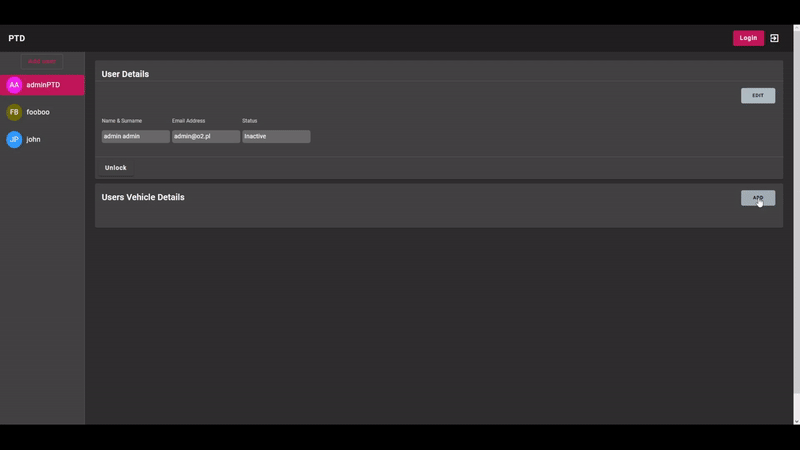 PTD
Login
Add user
AA adminPTD
FB fooboo
JP john
User Details
EDIT
Name & Surname Email Address Status
admin admin admin@o2.pl Inactive
Unlock
Users Vehicle Details
ADD